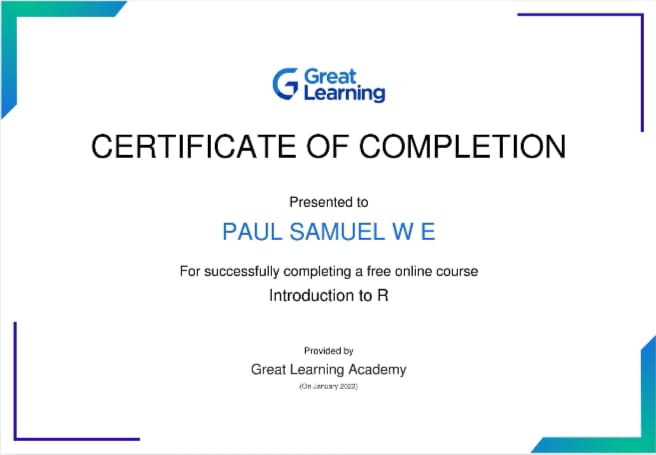 Great
Learning
CERTIFICATE OF COMPLETION
Presented to
PAUL SAMUEL W E
For successfully completing a free online course
Introduction to R
Provided by
Great Learning Academy
(On January 2023)